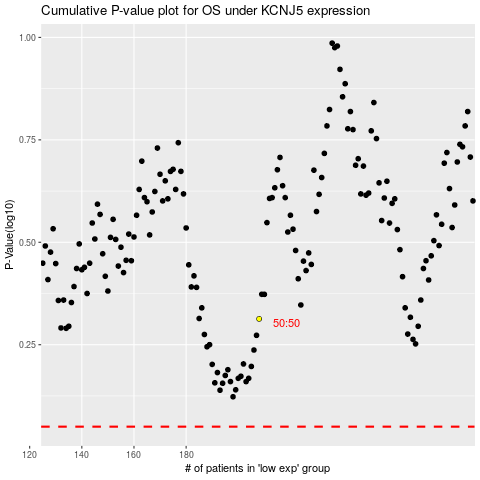 Cumulative P-value plot for OS under KCNJ5 expression
P-Value(log10)
1.00
0.75
0.50
0.25
50:50
120 140 160 180
# of patients in 'low exp' group